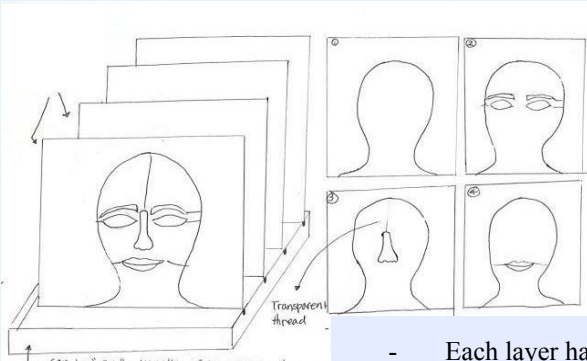 ①
②
③
④
Transparent
thread
- Each layer ha